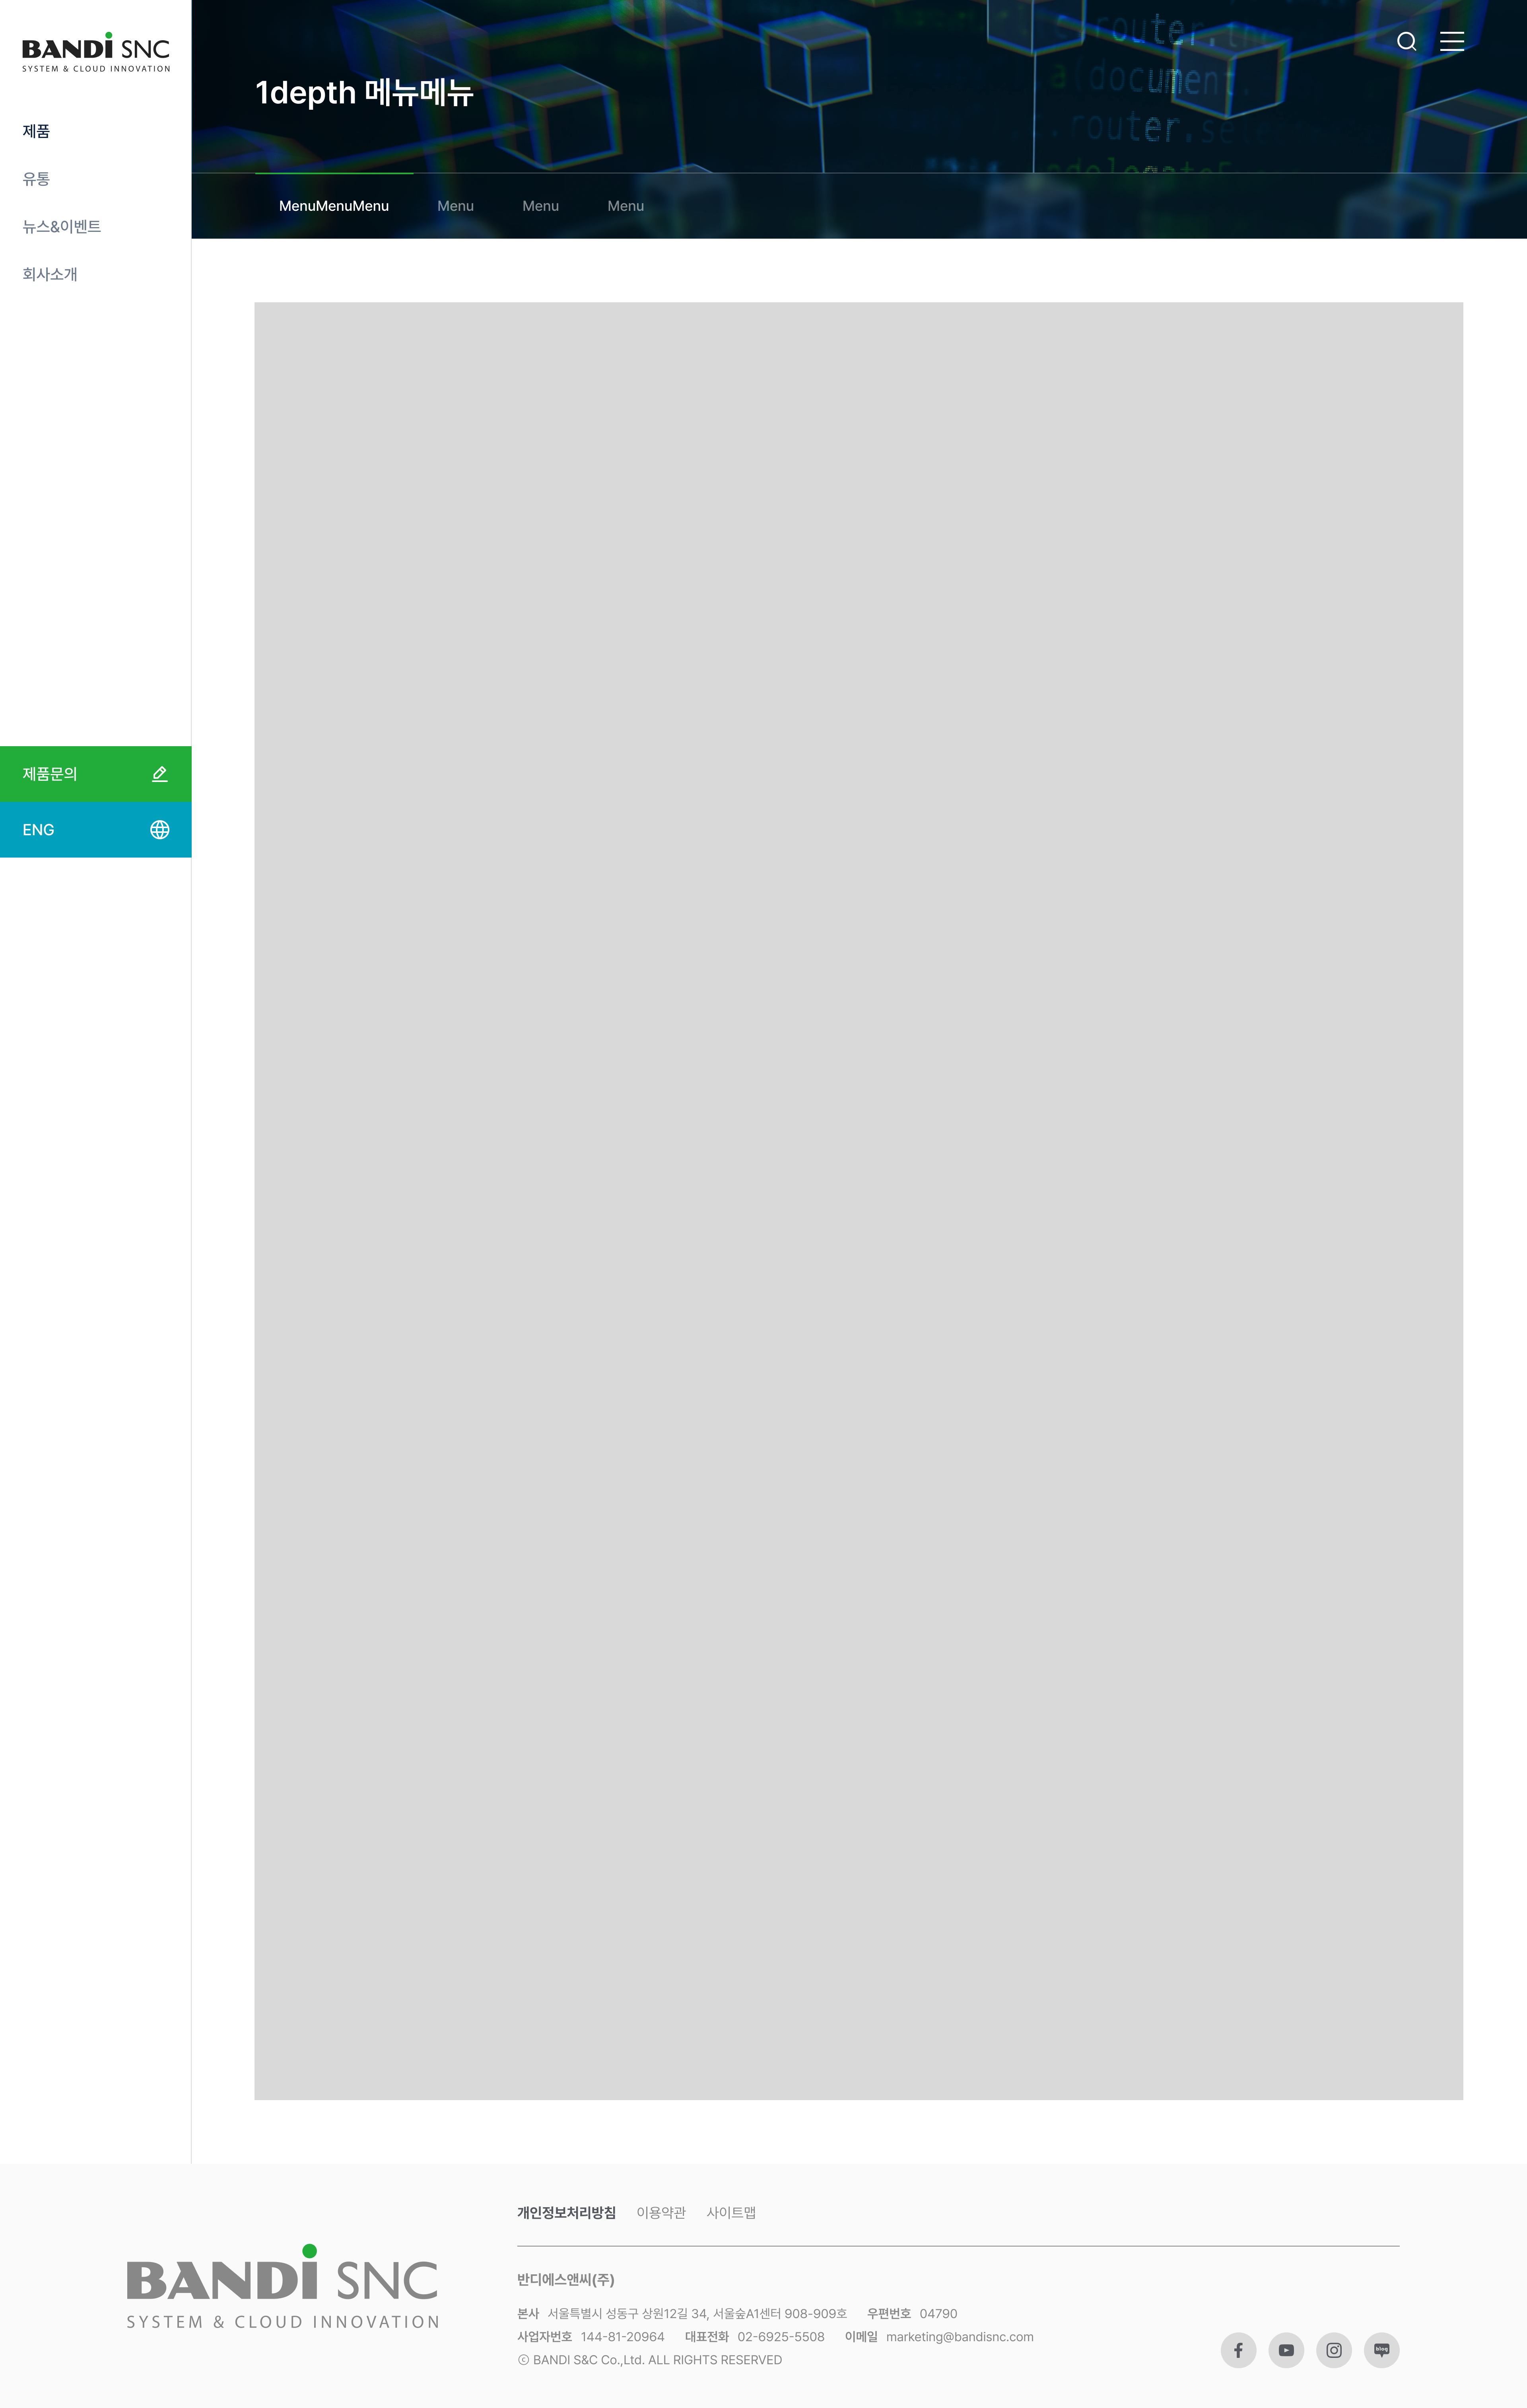 BANDi SNC
SYSTEM & CLOUD INNOVATION
제품
유통
뉴스&이벤트
회사소개
제품문의
ENG
1depth 메뉴메뉴
MenuMenuMenu Menu Menu Menu
router.
a(document.
.router.se
adelegateE
개인정보처리방침 이용약관 사이트맵
BANDi SNC
SYSTEM & CLOUD INNOVATION
반디에스앤씨(주)
본사 서울특별시 성동구 상원12길 34, 서울숲A1센터 908-909호 우편번호 04790
사업자번호 144-81-20964 대표전화 02-6925-5508 이메일 marketing@bandisnc.com
ⓒ BANDI S&C Co.,Ltd. ALL RIGHTS RESERVED
blog